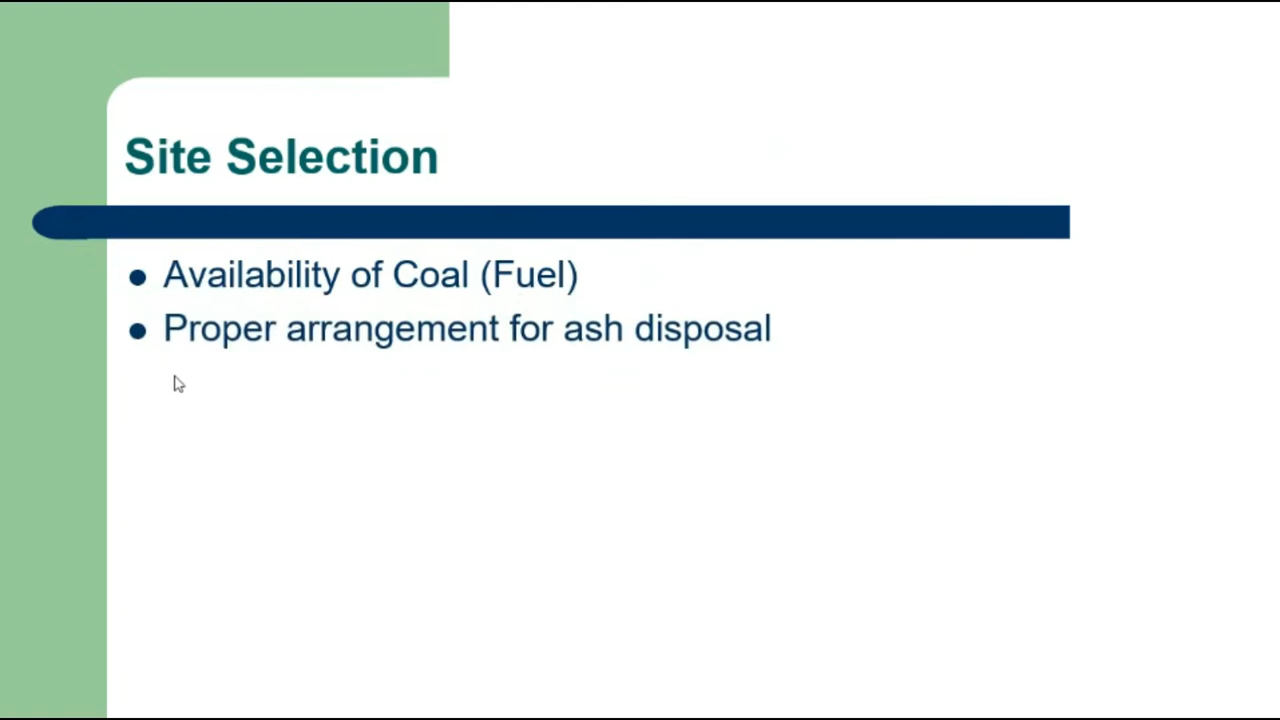 Site Selection
● Availability of Coal (Fuel)
● Proper arrangement for ash disposal